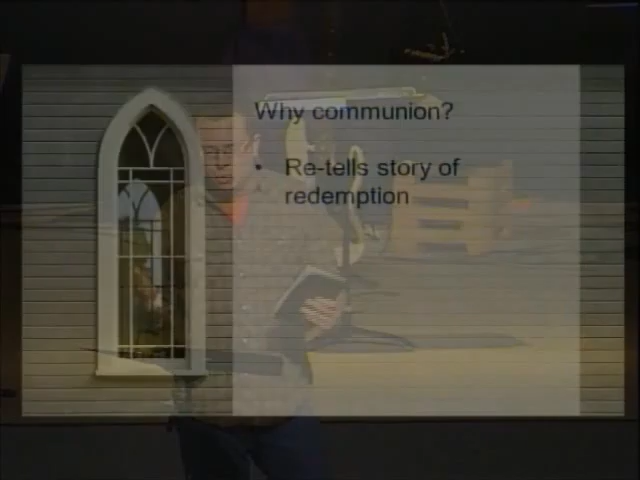 Why communion?
• Re-tells story of
redemption